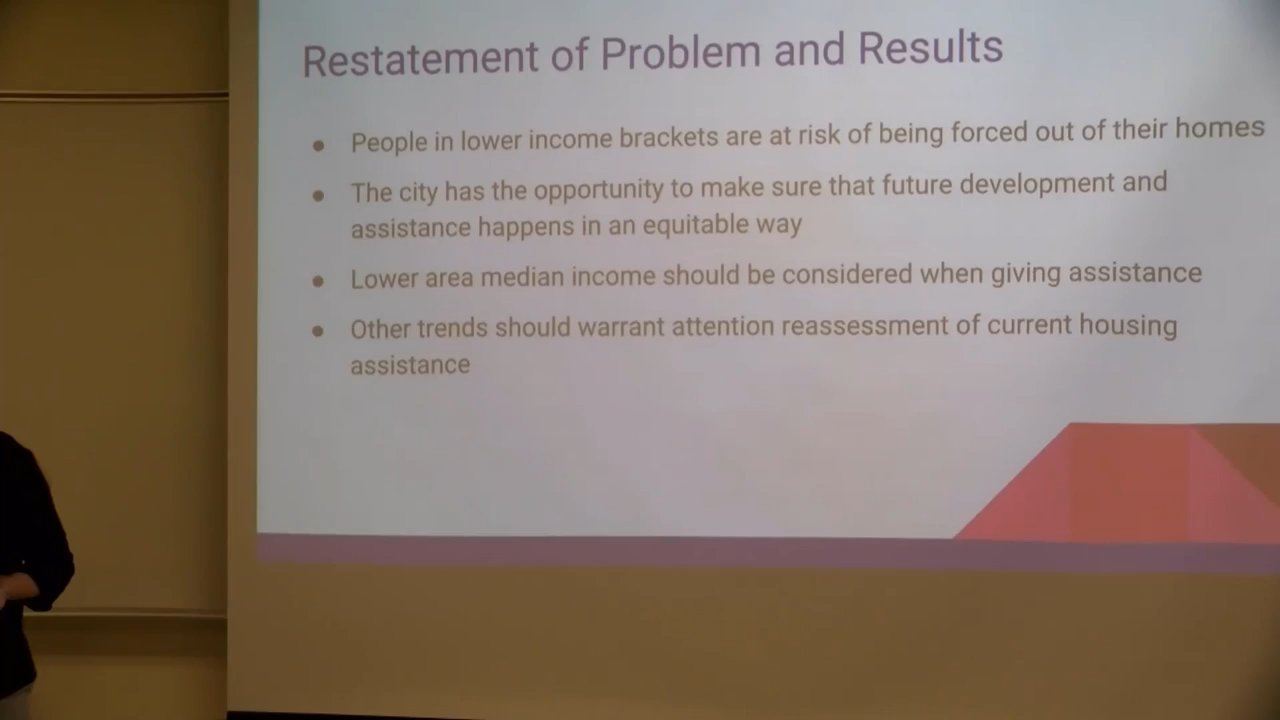 Restatement of Problem and Results
● People in lower income brackets are at risk of being forced out of their homes
● The city has the opportunity to make sure that future development and
assistance happens in an equitable way
● Lower area median income should be considered when giving assistance
● Other trends should warrant attention reassessment of current housing
assistance